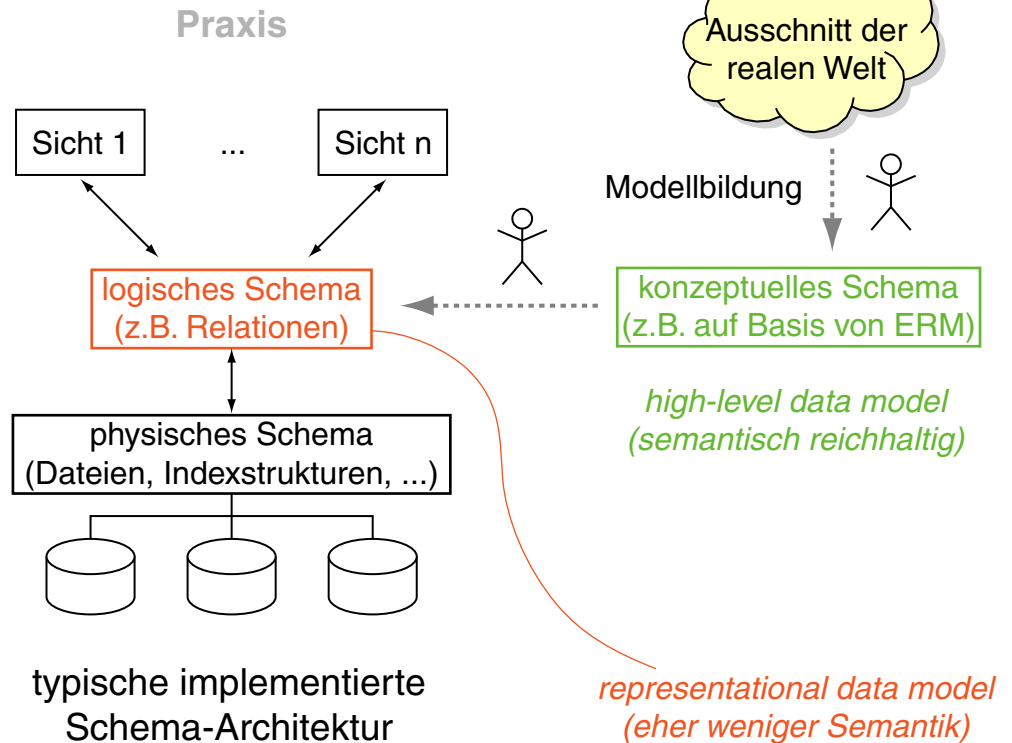 Praxis
Ausschnitt der
realen Welt
Sicht 1
...
Sicht n
Modellbildung
logisches Schema
(z.B. Relationen)
konzeptuelles Schema
(z.B. auf Basis von ERM)
high-level data model
(semantisch reichhaltig)
physisches Schema
(Dateien, Indexstrukturen, ...)
typische implementierte
Schema-Architektur
representational data model
(eher weniger Semantik)